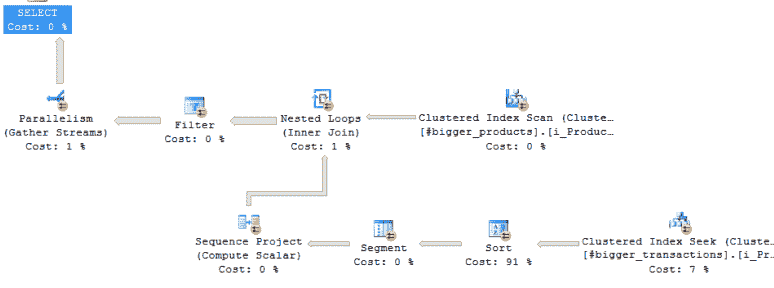 SELECT
Cost: 0 %
Parallelism
(Gather Streams)
Cost: 1 %
Filter
Cost: 0 %
Nested Loops
(Inner Join)
Cost: 1 %
Clustered Index Scan (Cluste…
[#bigger_products].[i_Produc…
Cost: 0 %
Sequence Project
(Compute Scalar)
Cost: 0 %
Segment
Cost: 0 %
Sort
Cost: 91 %
Clustered Index Seek (Cluste…
[#bigger_transactions].[i_Pr…
Cost: 7 %